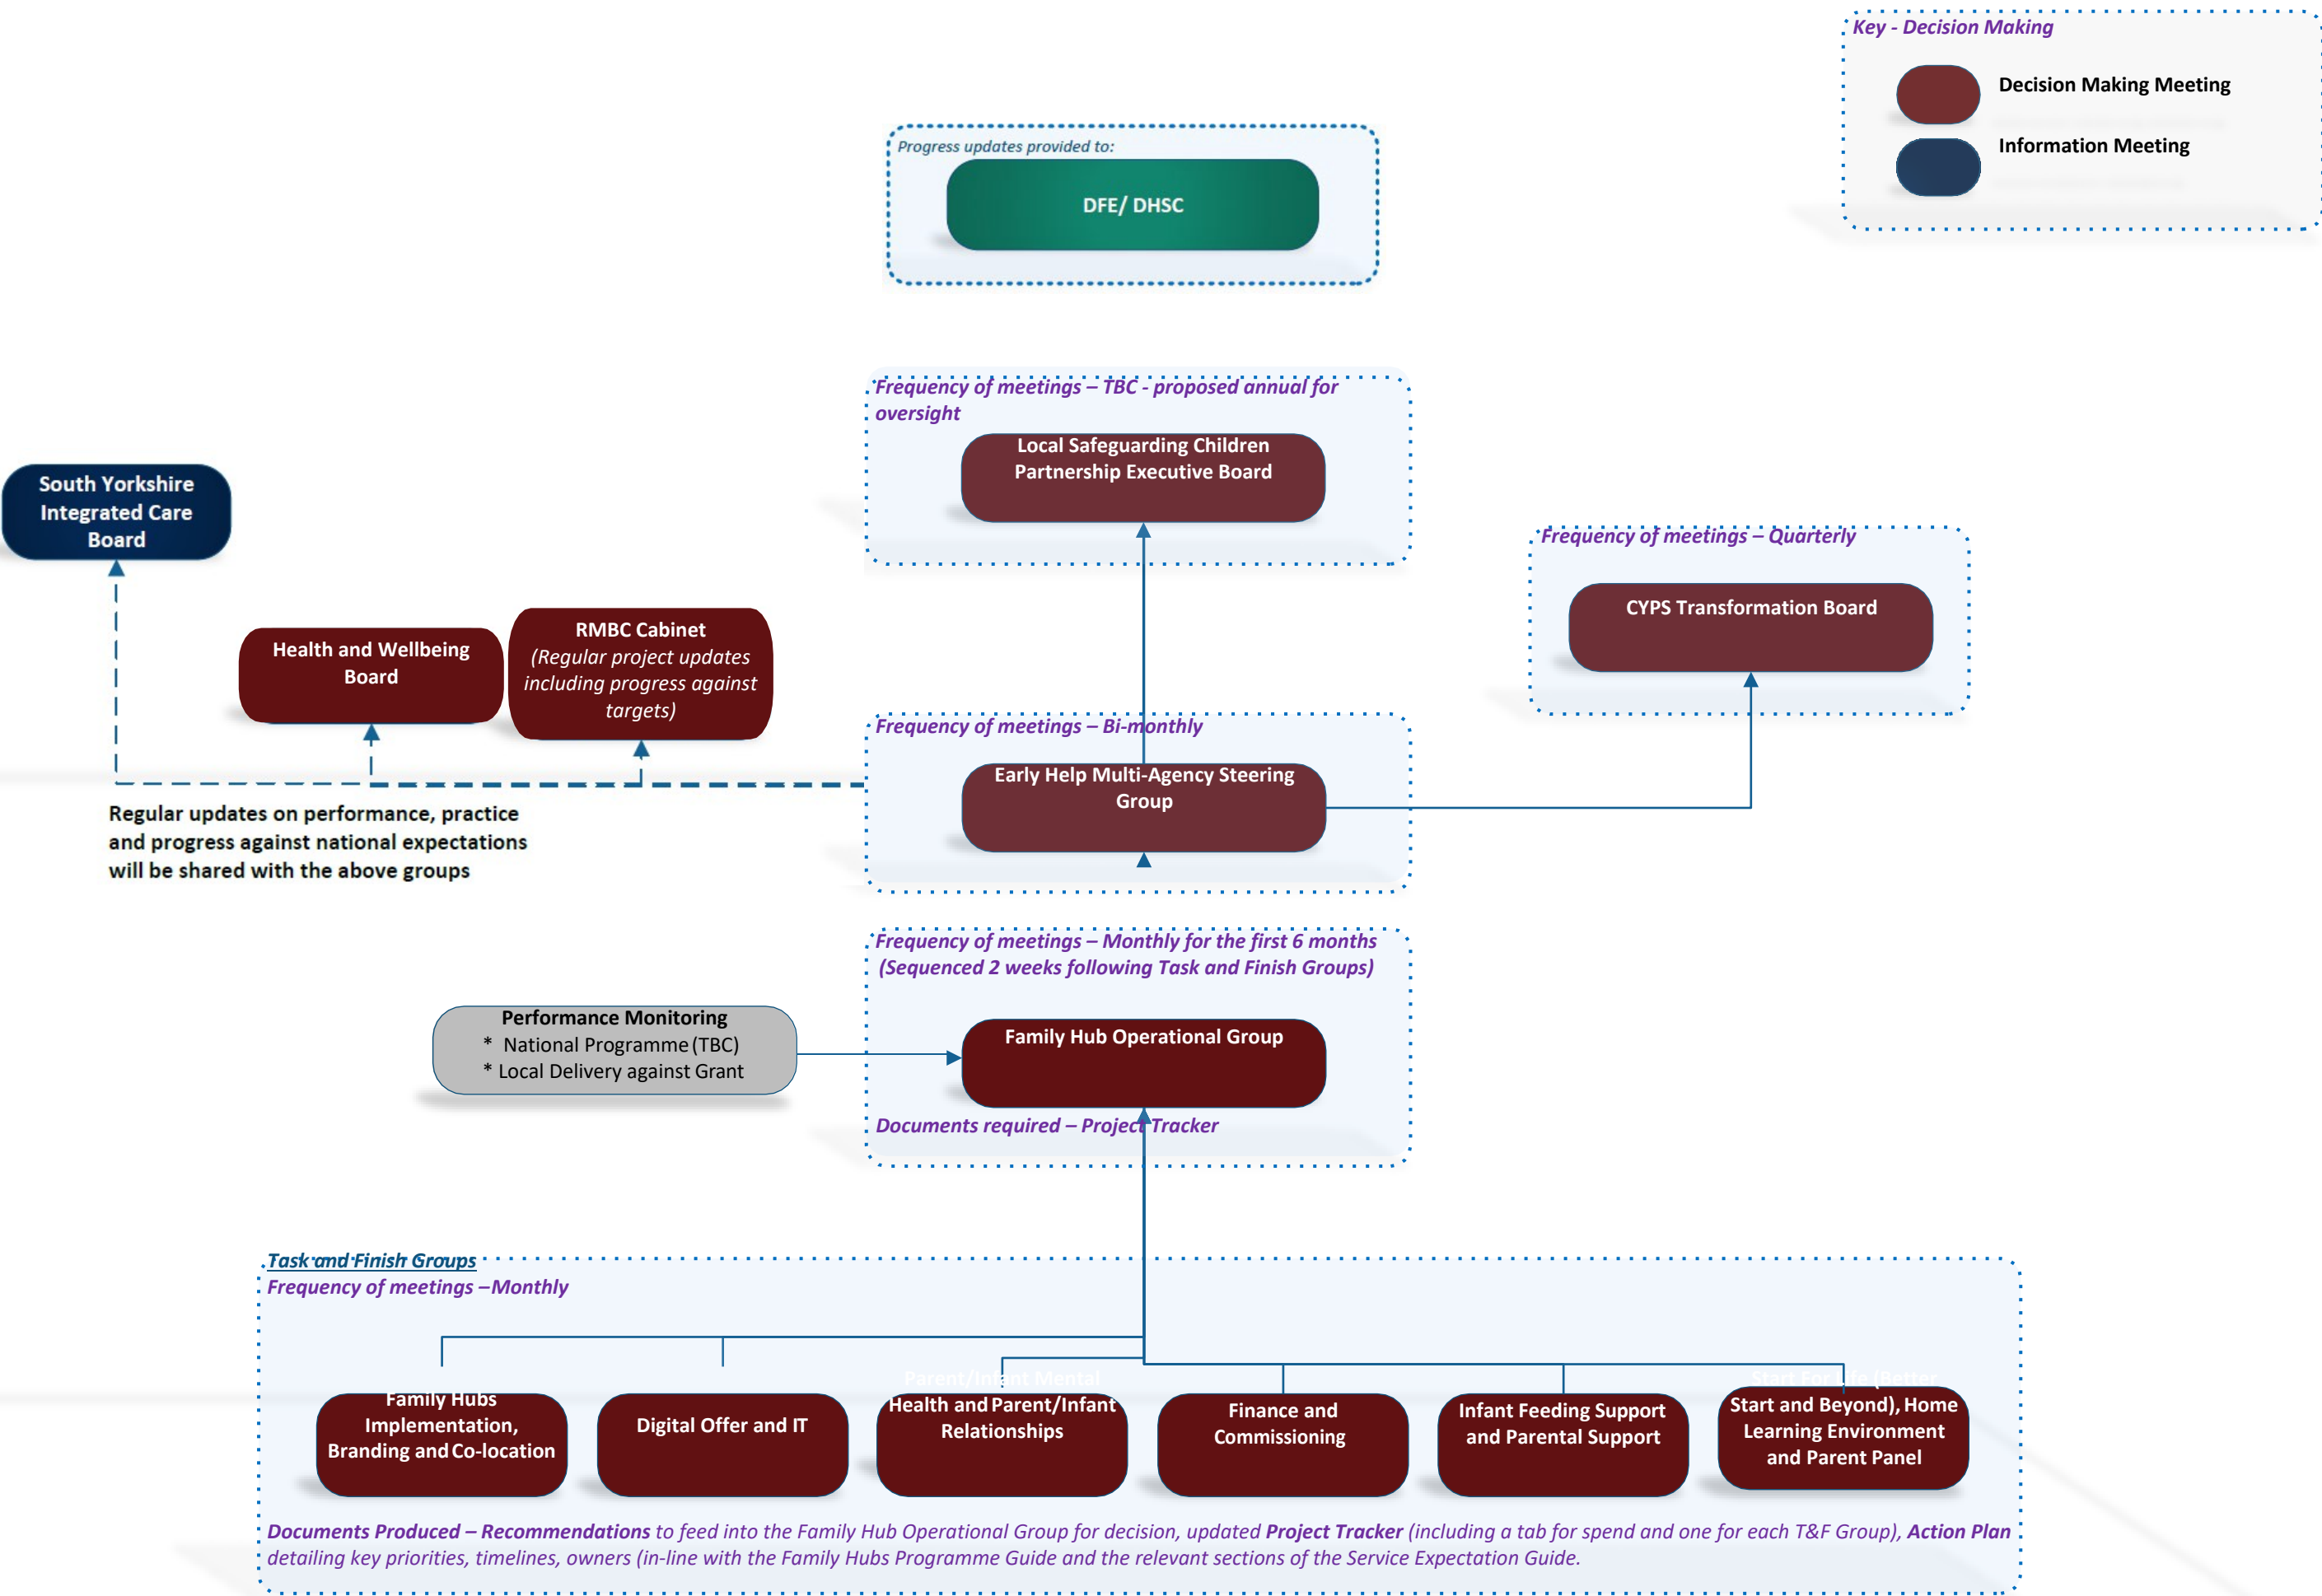 Key - Decision Making
Decision Making Meeting
Information Meeting
Progress updates provided to:
DFE/ DHSC
Frequency of meetings – TBC - proposed annual for
oversight
Local Safeguarding Children
Partnership Executive Board
South Yorkshire
Integrated Care
Board
Frequency of meetings – Quarterly
CYPS Transformation Board
Health and Wellbeing
Board
RMBC Cabinet
(Regular project updates
including progress against
targets)
Frequency of meetings – Bi-monthly
Early Help Multi-Agency Steering
Group
Regular updates on performance, practice
and progress against national expectations
will be shared with the above groups
Frequency of meetings – Monthly for the first 6 months
(Sequenced 2 weeks following Task and Finish Groups)
Performance Monitoring
* National Programme (TBC)
* Local Delivery against Grant
Family Hub Operational Group
Documents required – Project Tracker
Task and Finish Groups
Frequency of meetings –Monthly
Family Hubs
Implementation,
Branding and Co-location
Digital Offer and IT
Parent/Infant Mental
Health and Parent/Infant
Relationships
Finance and
Commissioning
Infant Feeding Support
and Parental Support
Start For Life (Better
Start and Beyond), Home
Learning Environment
and Parent Panel
Documents Produced – Recommendations to feed into the Family Hub Operational Group for decision, updated Project Tracker (including a tab for spend and one for each T&F Group), Action Plan
detailing key priorities, timelines, owners (in-line with the Family Hubs Programme Guide and the relevant sections of the Service Expectation Guide.